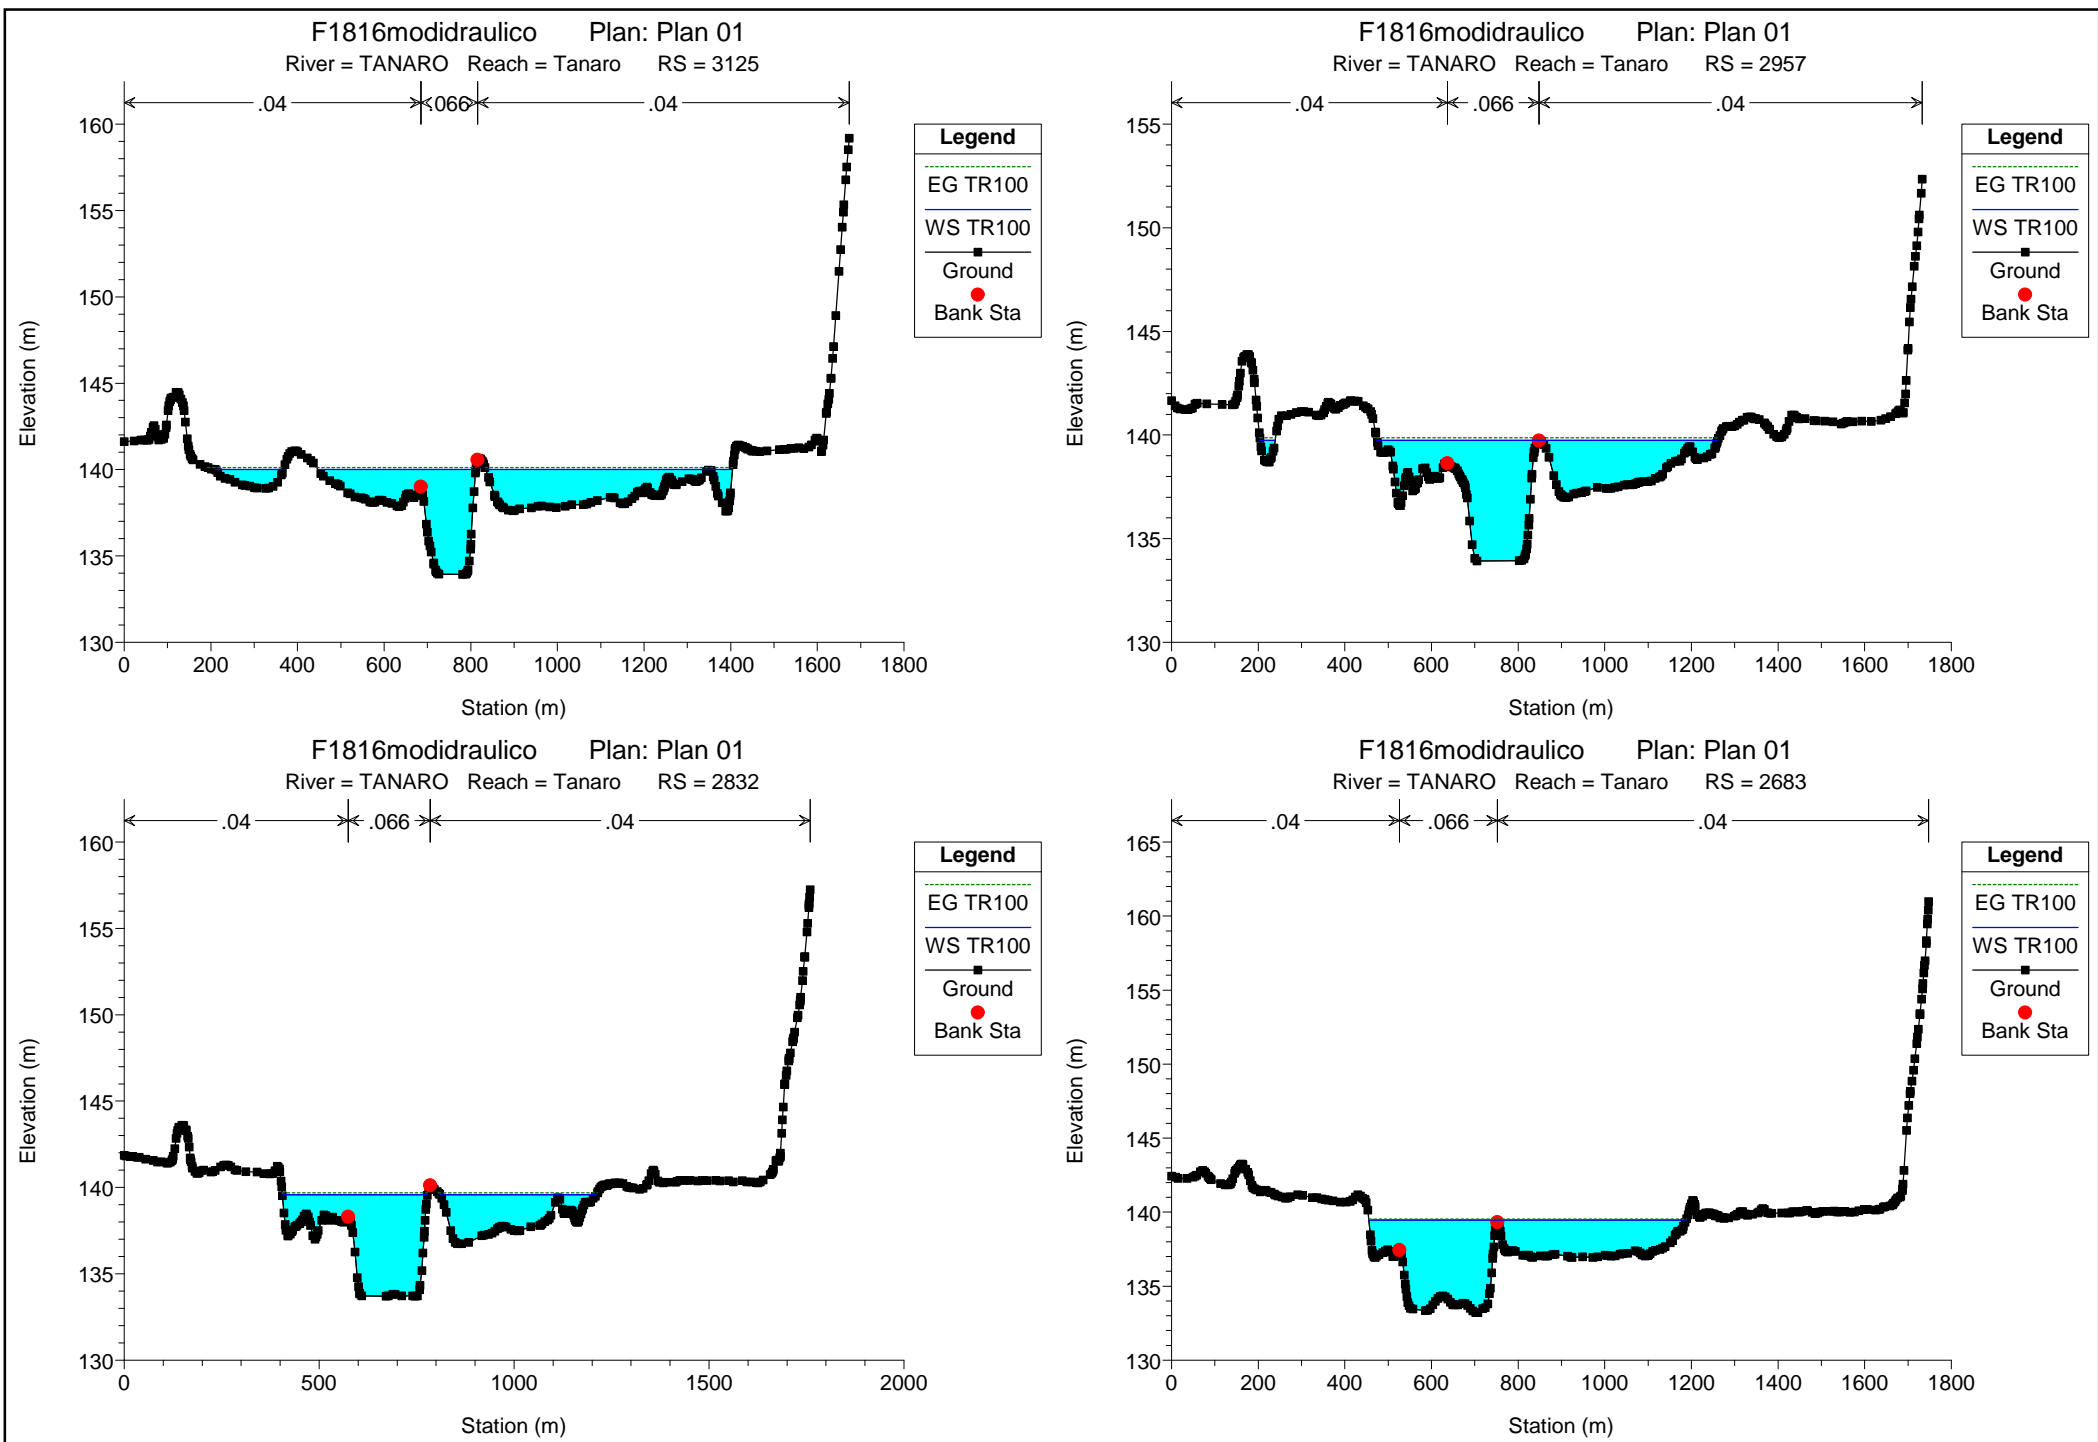 F1816modidraulico Plan: Plan 01
River = TANARO Reach = Tanaro RS = 3125
.04 .066 .04
160
155
150
145
140
135
130
0 200 400 600 800 1000 1200 1400 1600 1800
Elevation (m)
Station (m)
Legend
EG TR100
WS TR100
Ground
Bank Sta
F1816modidraulico Plan: Plan 01
River = TANARO Reach = Tanaro RS = 2957
.04 .066 .04
155
150
145
140
135
130
0 200 400 600 800 1000 1200 1400 1600 1800
Elevation (m)
Station (m)
Legend
EG TR100
WS TR100
Ground
Bank Sta
F1816modidraulico Plan: Plan 01
River = TANARO Reach = Tanaro RS = 2832
.04 .066 .04
160
155
150
145
140
135
130
0 500 1000 1500 2000
Elevation (m)
Station (m)
Legend
EG TR100
WS TR100
Ground
Bank Sta
F1816modidraulico Plan: Plan 01
River = TANARO Reach = Tanaro RS = 2683
.04 .066 .04
165
160
155
150
145
140
135
130
0 200 400 600 800 1000 1200 1400 1600 1800
Elevation (m)
Station (m)
Legend
EG TR100
WS TR100
Ground
Bank Sta